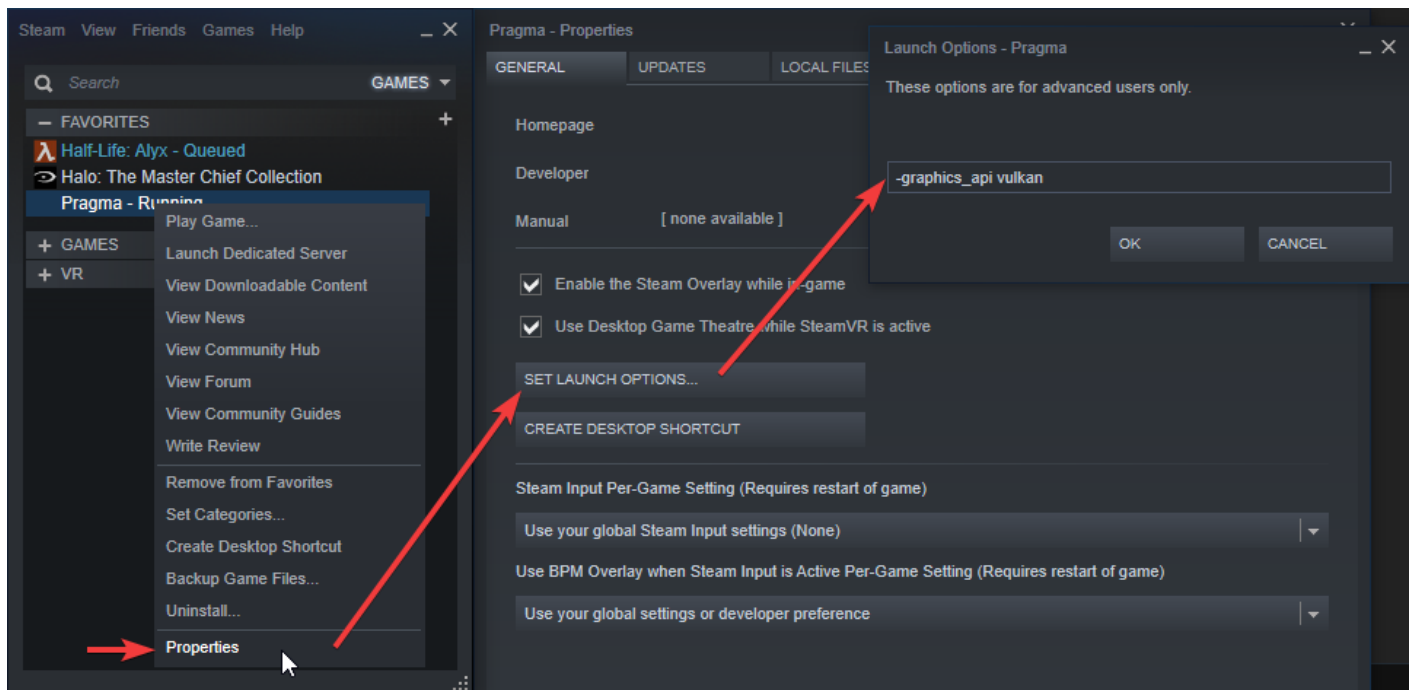 Steam View Friends Games Help
Search GAMES
FAVORITES
Half-Life: Alyx - Queued
Halo: The Master Chief Collection
Pragma - Running
GAMES
VR
Play Game...
Launch Dedicated Server
View Downloadable Content
View News
View Community Hub
View Forum
View Community Guides
Write Review
Remove from Favorites
Set Categories...
Create Desktop Shortcut
Backup Game Files...
Uninstall...
Properties
Pragma - Properties
GENERAL UPDATES LOCAL FILES
Homepage
Developer
Manual [ none available ]
Enable the Steam Overlay while in-game
Use Desktop Game Theatre while SteamVR is active
SET LAUNCH OPTIONS...
CREATE DESKTOP SHORTCUT
Steam Input Per-Game Setting (Requires restart of game)
Use your global Steam Input settings (None)
Use BPM Overlay when Steam Input is Active Per-Game Setting (Requires restart of game)
Use your global settings or developer preference
Launch Options - Pragma
These options are for advanced users only.
-graphics_api vulkan
OK CANCEL